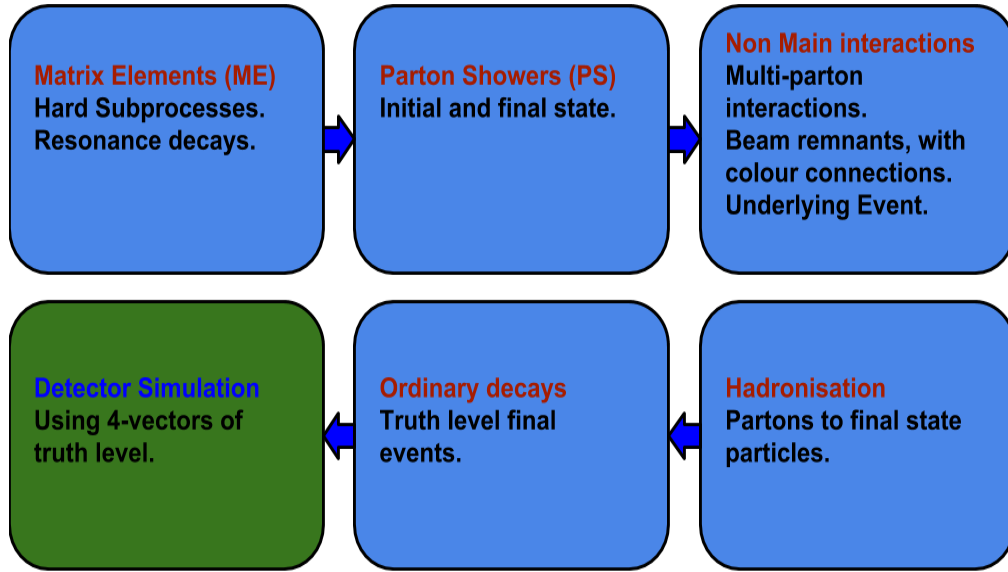 Matrix Elements (ME)
Hard Subprocesses.
Resonance decays.
Parton Showers (PS)
Initial and final state.
Non Main interactions
Multi-parton
interactions.
Beam remnants, with
colour connections.
Underlying Event.
Detector Simulation
Using 4-vectors of
truth level.
Ordinary decays
Truth level final
events.
Hadronisation
Partons to final state
particles.